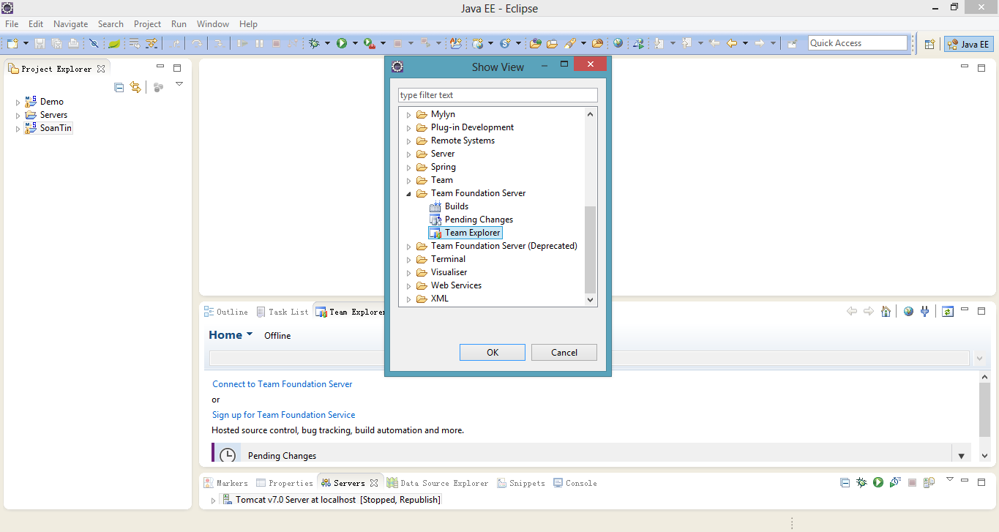 Java EE - Eclipse
File Edit Navigate Search Project Run Window Help
Quick Access
Java EE
Project Explorer
Demo
Servers
SoanTin
Show View
type filter text
Mylyn
Plug-in Development
Remote Systems
Server
Spring
Team
Team Foundation Server
Builds
Pending Changes
Team Explorer
Team Foundation Server (Deprecated)
Terminal
Visualiser
Web Services
XML
OK Cancel
Outline Task List Team Explorer
Home Offline
Connect to Team Foundation Server
or
Sign up for Team Foundation Service
Hosted source control, bug tracking, build automation and more.
Pending Changes
Markers Properties Servers Data Source Explorer Snippets Console
Tomcat v7.0 Server at localhost [Stopped, Republish]